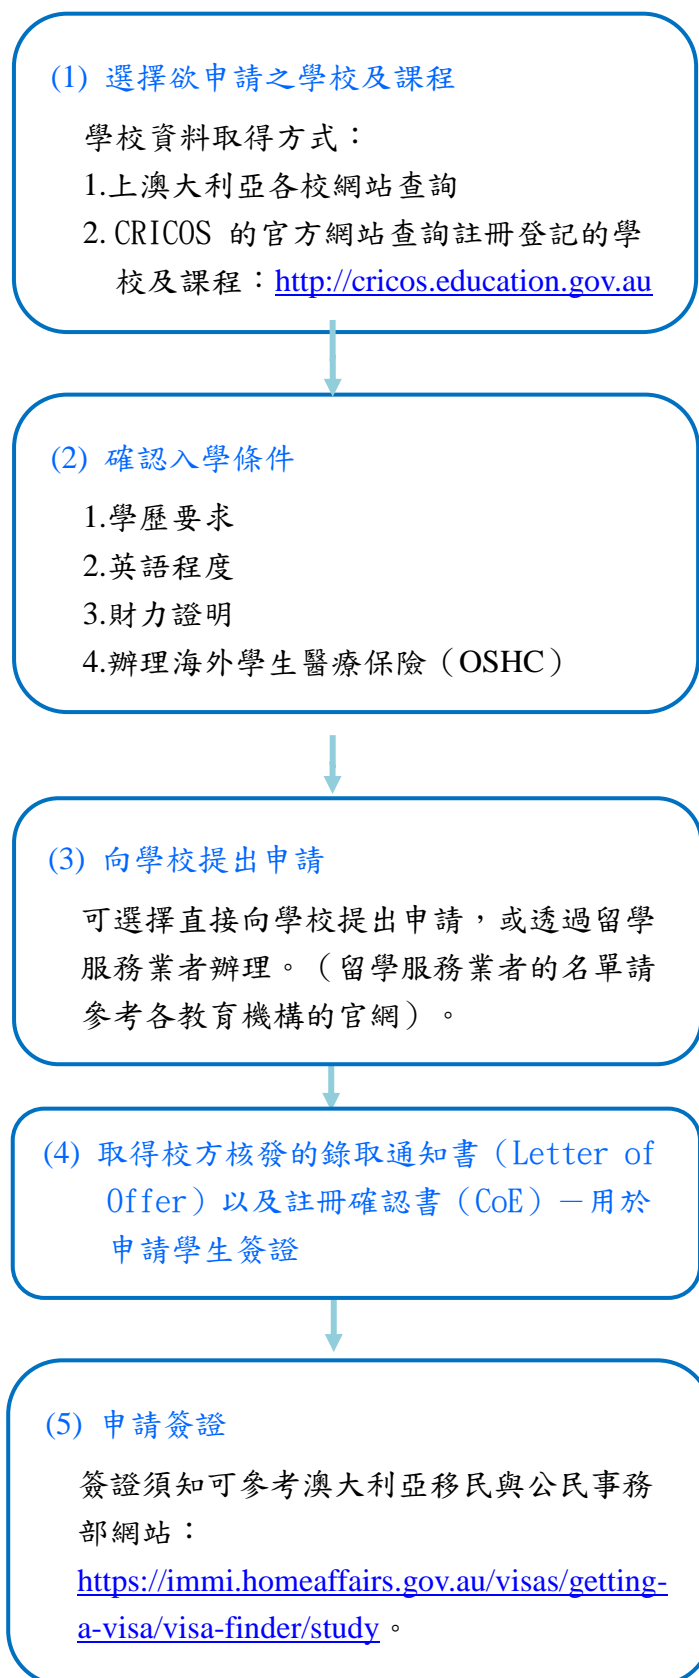 (1) 選擇欲申請之學校及課程
學校資料取得方式：
1.上澳大利亞各校網站查詢
2. CRICOS 的官方網站查詢註冊登記的學
校及課程：http://cricos.education.gov.au
(2) 確認入學條件
1.學歷要求
2.英語程度
3.財力證明
4.辦理海外學生醫療保險（OSHC）
(3) 向學校提出申請
可選擇直接向學校提出申請，或透過留學
服務業者辦理。（留學服務業者的名單請
參考各教育機構的官網）。
(4) 取得校方核發的錄取通知書（Letter of
Offer）以及註冊確認書（CoE）－用於
申請學生簽證
(5) 申請簽證
簽證須知可參考澳大利亞移民與公民事務
部網站：
https://immi.homeaffairs.gov.au/visas/getting-
a-visa/visa-finder/study。